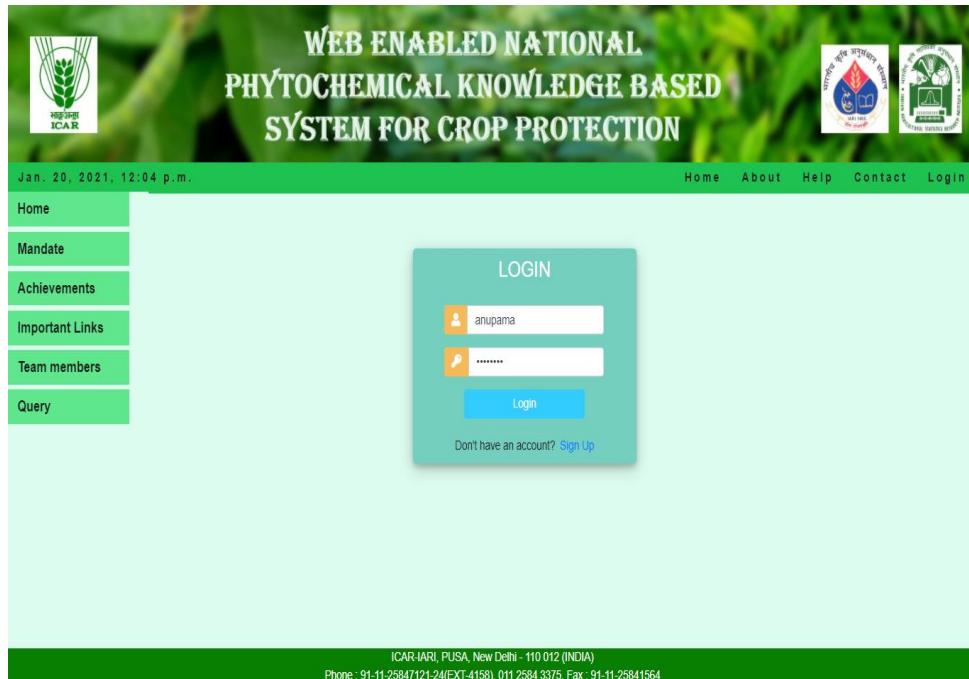 WEB ENABLED NATIONAL
PHYTOCHEMICAL KNOWLEDGE BASED
SYSTEM FOR CROP PROTECTION
भाकृअनुप
ICAR
Jan. 20, 2021, 12:04 p.m.
Home About Help Contact Login
Home
Mandate
Achievements
Important Links
Team members
Query
LOGIN
anupama
••••••••
Login
Don't have an account? Sign Up
ICAR-IARI, PUSA, New Delhi - 110 012 (INDIA)
Phone : 91-11-25847121-24(EXT-4158), 011 2584 3375, Fax : 91-11-25841564